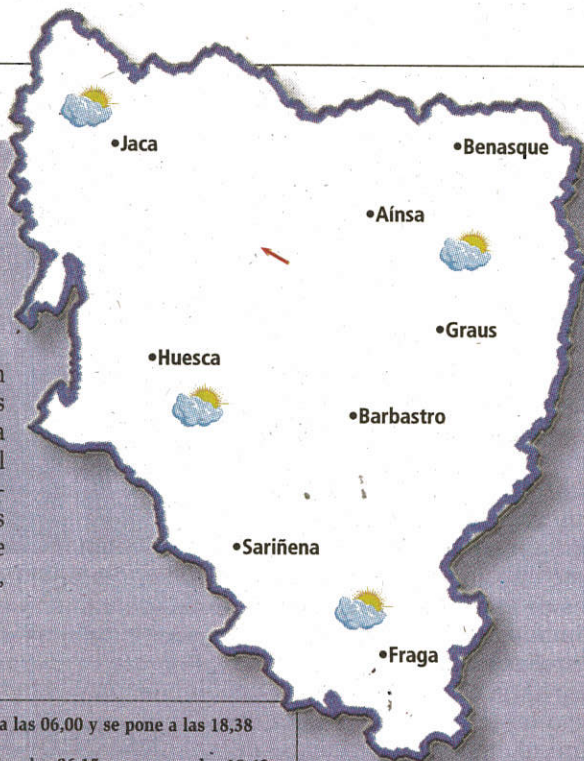 •Jaca
•Benasque
•Aínsa
•Graus
•Huesca
•Barbastro
•Sariñena
•Fraga
a las 06,00 y se pone a las 18,38